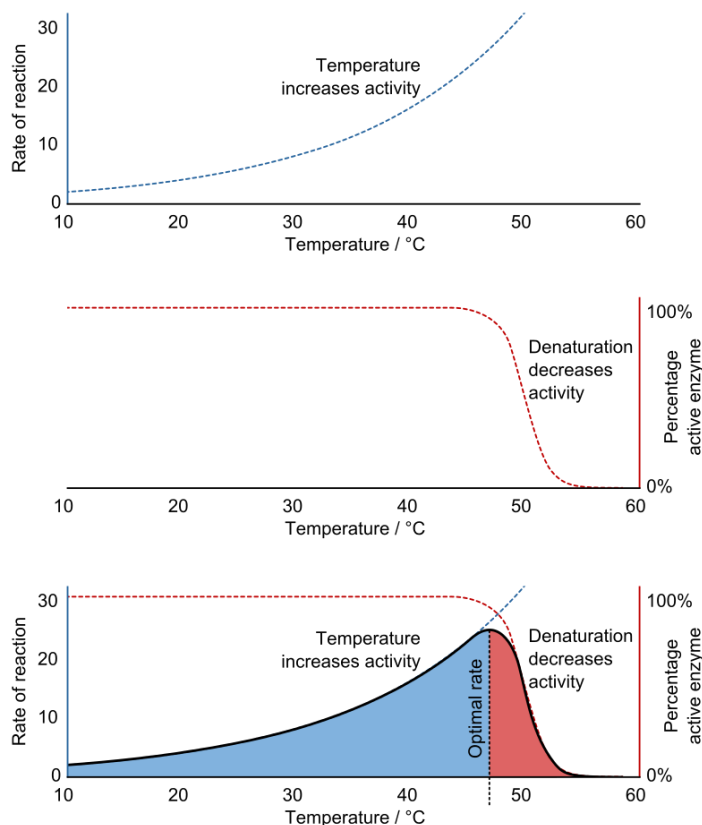 30
20
10
0
Rate of reaction
Temperature
increases activity
10 20 30 40 50 60
Temperature / °C
100%
0%
Percentage
active enzyme
Denaturation
decreases
activity
10 20 30 40 50 60
Temperature / °C
30
20
10
0
Rate of reaction
Temperature
increases activity
Optimal rate
Denaturation
decreases
activity
100%
0%
Percentage
active enzyme
10 20 30 40 50 60
Temperature / °C